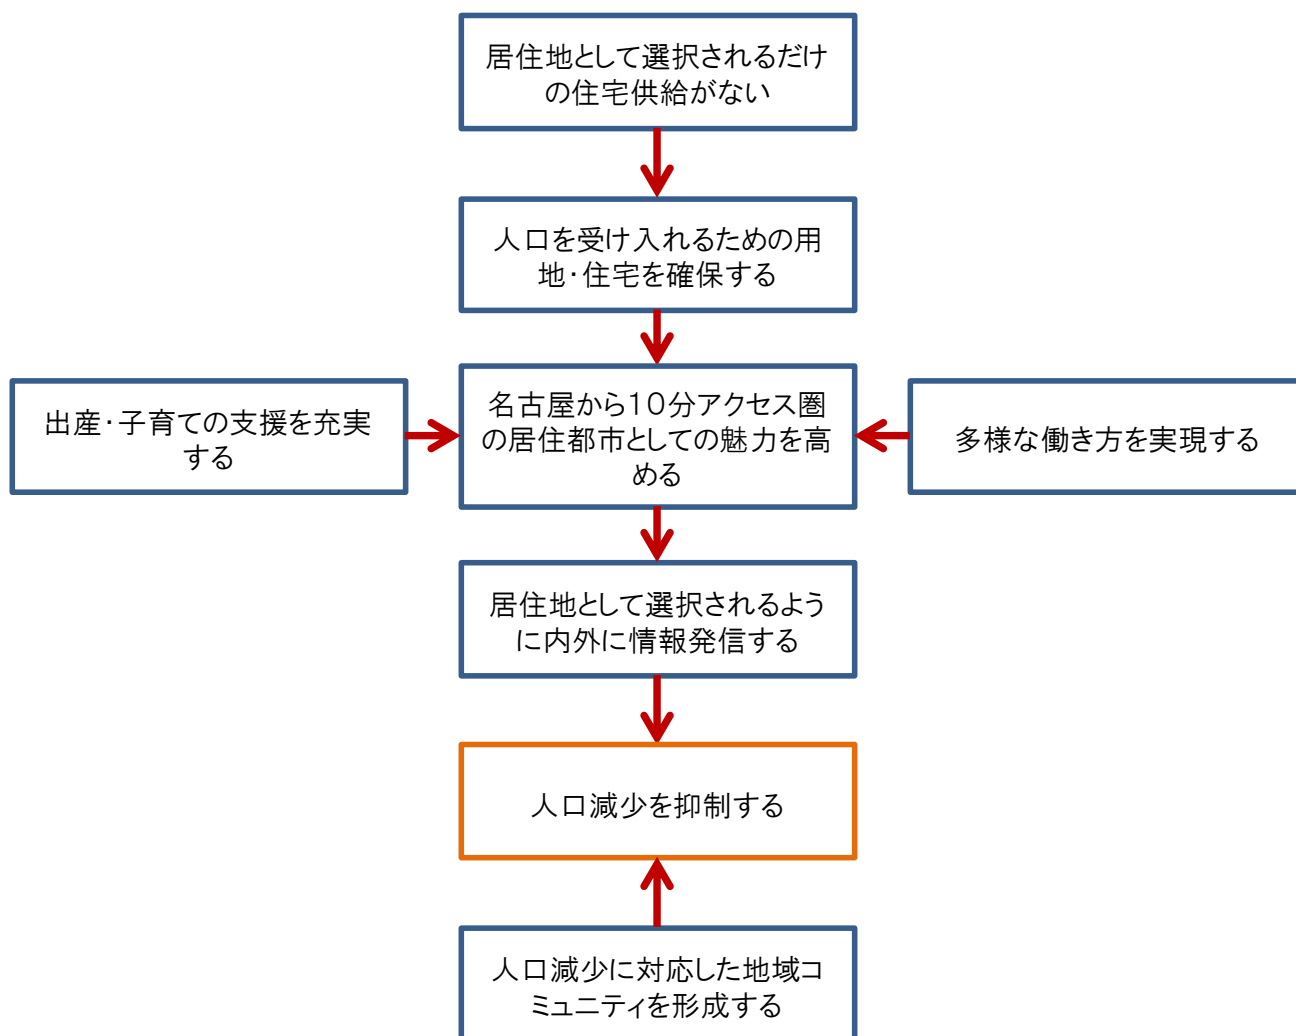 居住地として選択されるだけ
の住宅供給がない
人口を受け入れるための用
地・住宅を確保する
出産・子育ての支援を充実
する
名古屋から１０分アクセス圏
の居住都市としての魅力を高
める
多様な働き方を実現する
居住地として選択されるよう
に内外に情報発信する
人口減少を抑制する
人口減少に対応した地域コ
ミュニティを形成する